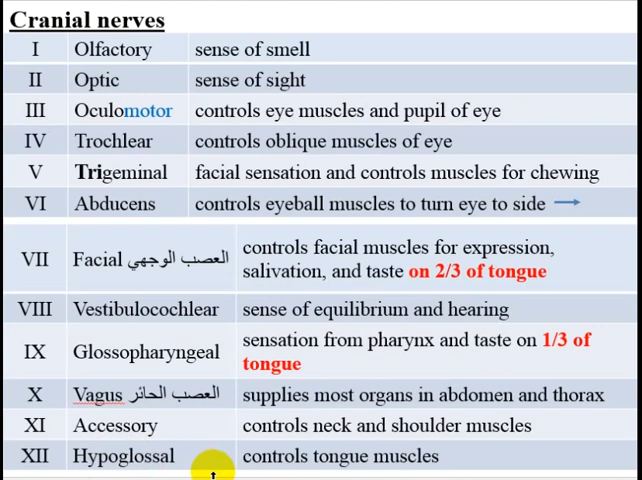 Cranial nerves
I Olfactory sense of smell
II Optic sense of sight
III Oculomotor controls eye muscles and pupil of eye
IV Trochlear controls oblique muscles of eye
V Trigeminal facial sensation and controls muscles for chewing
VI Abducens controls eyeball muscles to turn eye to side
VII Facial العصب الوجهي controls facial muscles for expression,
salivation, and taste on 2/3 of tongue
VIII Vestibulocochlear sense of equilibrium and hearing
IX Glossopharyngeal sensation from pharynx and taste on 1/3 of
tongue
X Vagus العصب الحائر supplies most organs in abdomen and thorax
XI Accessory controls neck and shoulder muscles
XII Hypoglossal controls tongue muscles